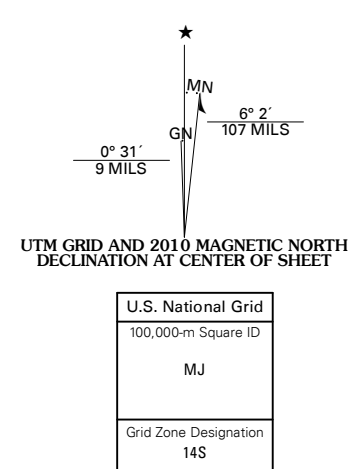 MN
6° 2´
107 MILS
GN
0° 31´
9 MILS
UTM GRID AND 2010 MAGNETIC NORTH
DECLINATION AT CENTER OF SHEET
U.S. National Grid
100,000-m Square ID
MJ
Grid Zone Designation
14S